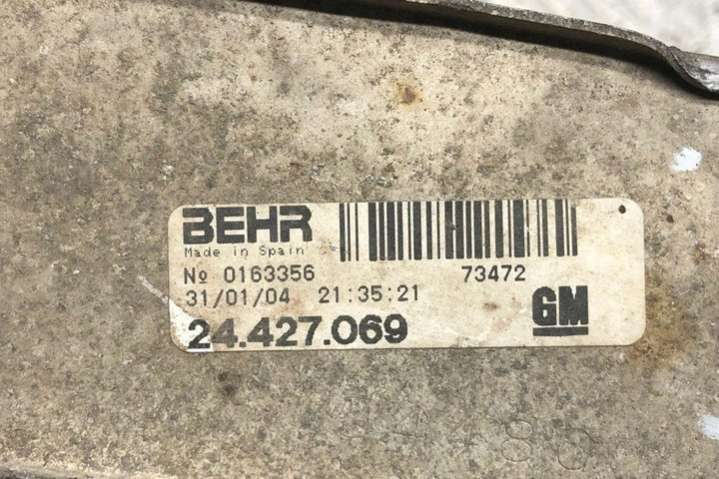 BEHR
Made in Spain
№ 0163356 73472
31/01/04 21:35:21
24.427.069
GM